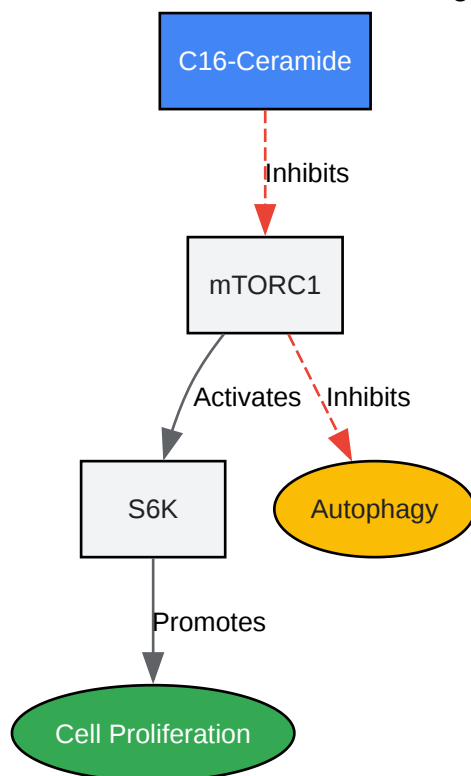 C16-Ceramide
Inhibits
mTORC1
Activates
Inhibits
S6K
Autophagy
Promotes
Cell Proliferation